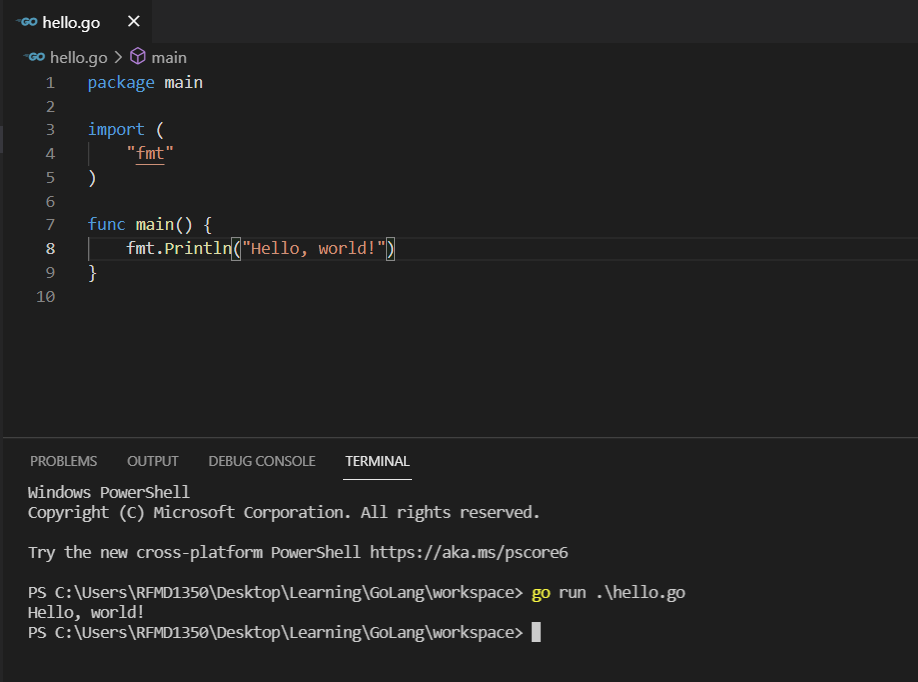 GO hello.go ×
GO hello.go > main
1 package main
2
3 import (
4     "fmt"
5 )
6
7 func main() {
8     fmt.Println("Hello, world!")
9 }
10
PROBLEMS OUTPUT DEBUG CONSOLE TERMINAL
Windows PowerShell
Copyright (C) Microsoft Corporation. All rights reserved.
Try the new cross-platform PowerShell https://aka.ms/pscore6
PS C:\Users\RFMD1350\Desktop\Learning\GoLang\workspace> go run .\hello.go
Hello, world!
PS C:\Users\RFMD1350\Desktop\Learning\GoLang\workspace>